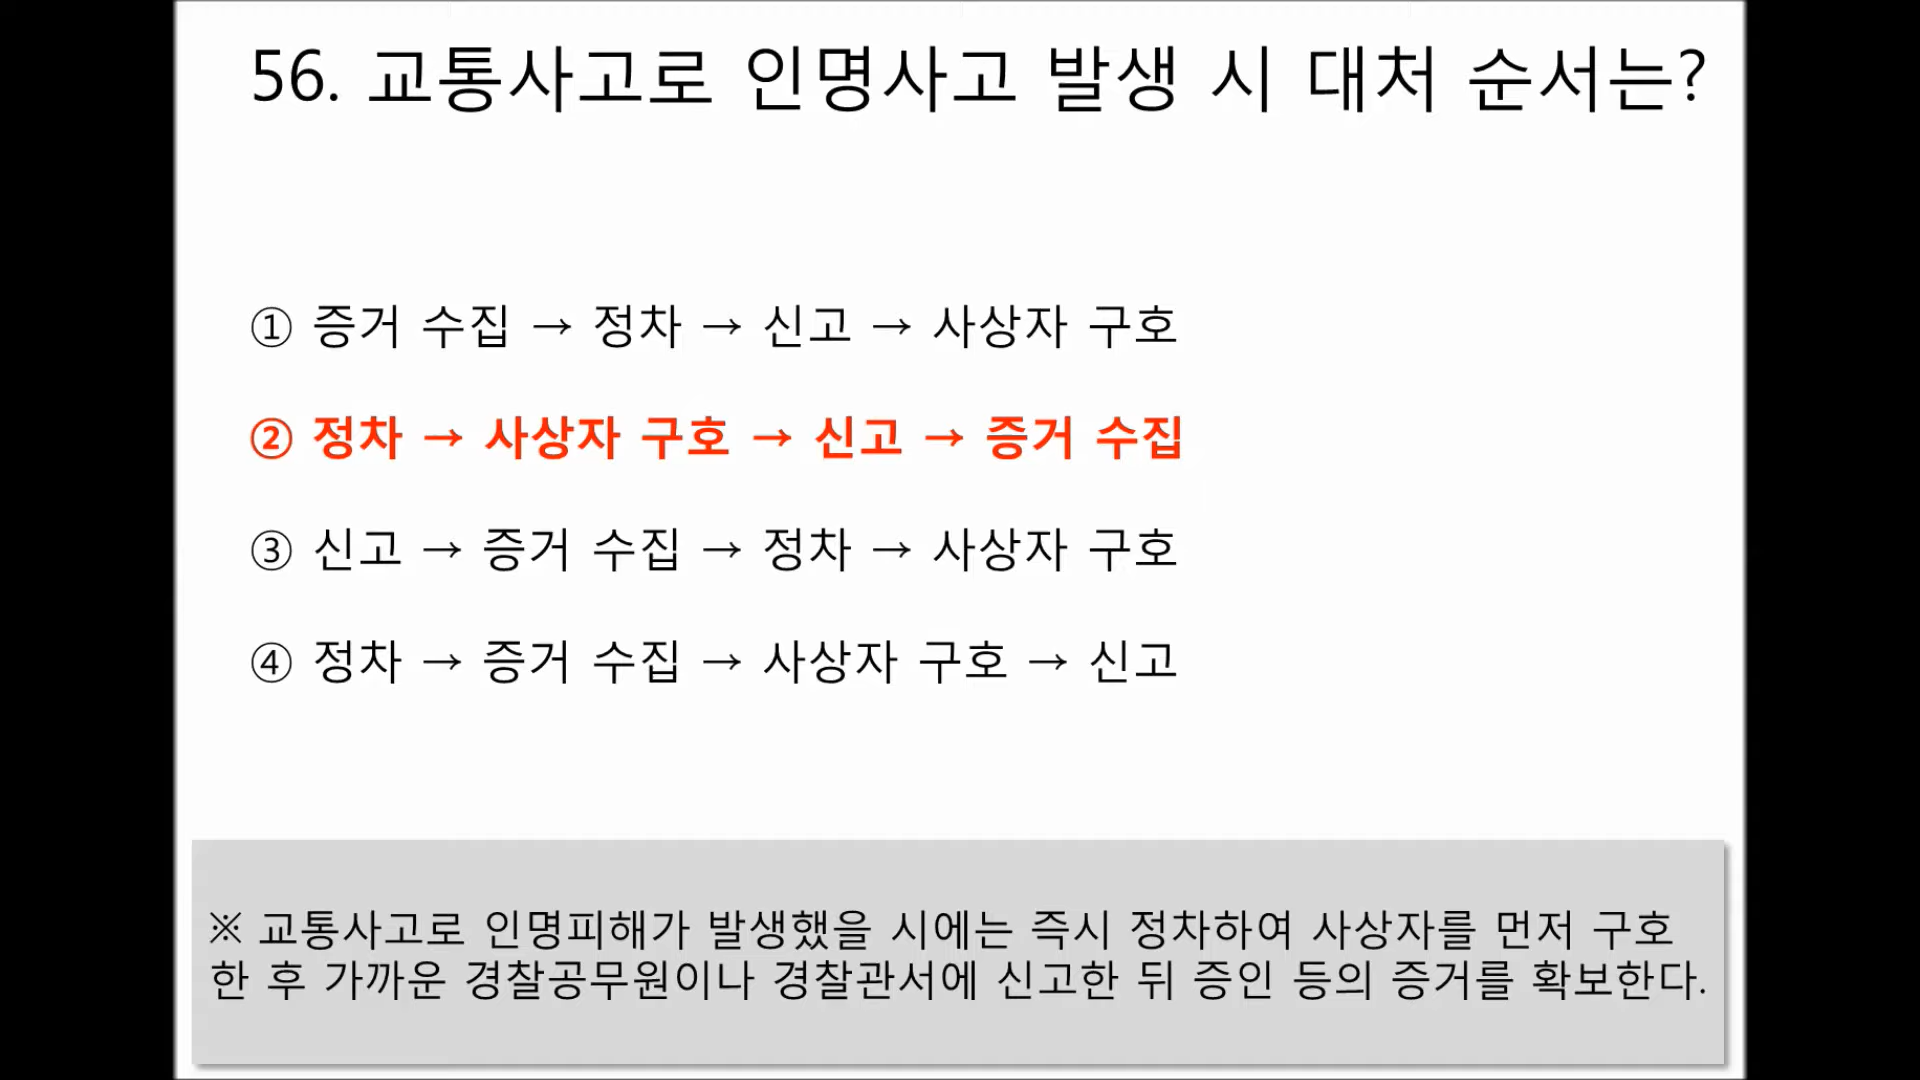 56. 교통사고로 인명사고 발생 시 대처 순서는?
① 증거 수집 → 정차 → 신고 → 사상자 구호
② 정차 → 사상자 구호 → 신고 → 증거 수집
③ 신고 → 증거 수집 → 정차 → 사상자 구호
④ 정차 → 증거 수집 → 사상자 구호 → 신고
※ 교통사고로 인명피해가 발생했을 시에는 즉시 정차하여 사상자를 먼저 구호
한 후 가까운 경찰공무원이나 경찰관서에 신고한 뒤 증인 등의 증거를 확보한다.